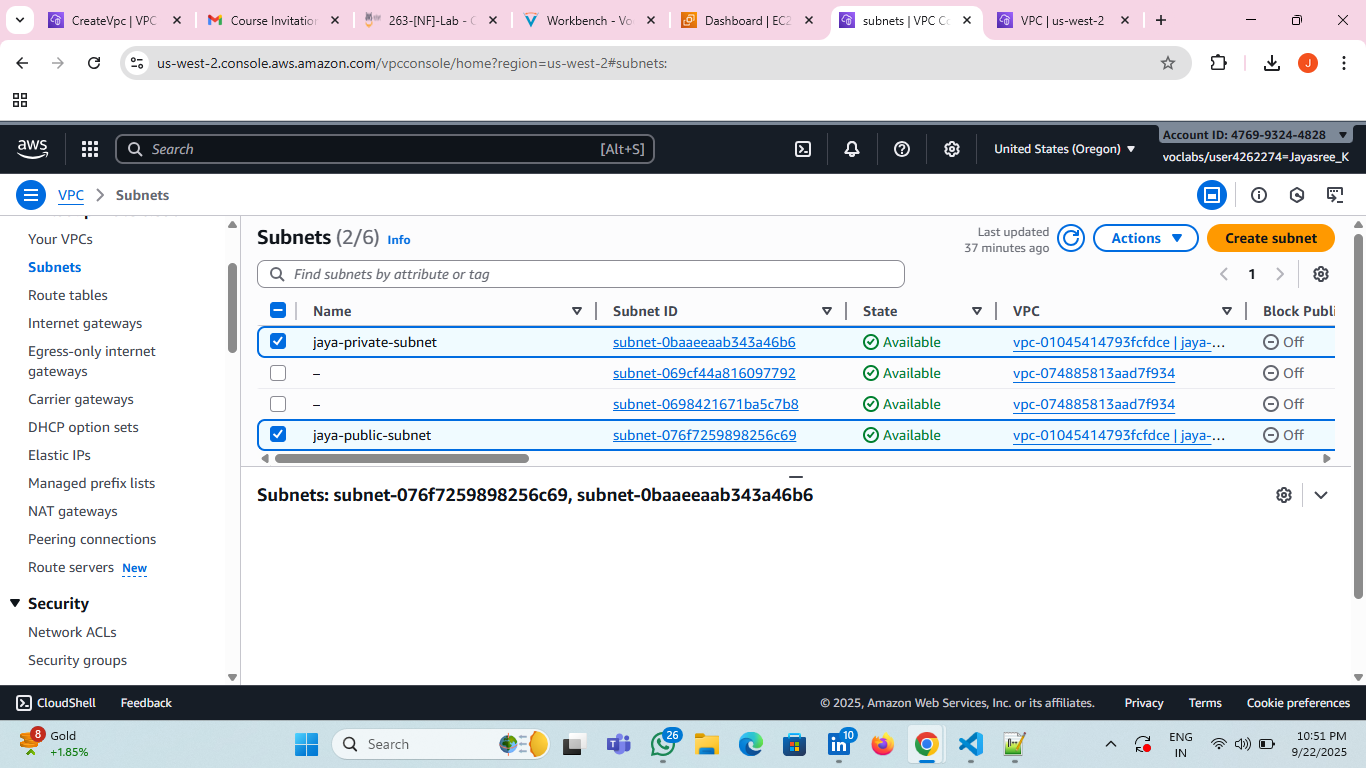 CreateVpc | VPC
Course Invitation
263-[NF]-Lab - C
Workbench - Vo
Dashboard | EC2
subnets | VPC Co
VPC | us-west-2
us-west-2.console.aws.amazon.com/vpcconsole/home?region=us-west-2#subnets:
J
aws
Search
[Alt+S]
United States (Oregon)
Account ID: 4769-9324-4828
voclabs/user4262274=Jayasree_K
VPC
Subnets
Your VPCs
Subnets
Route tables
Internet gateways
Egress-only internet
gateways
Carrier gateways
DHCP option sets
Elastic IPs
Managed prefix lists
NAT gateways
Peering connections
Route servers New
Security
Network ACLs
Security groups
Subnets (2/6) Info
Last updated
37 minutes ago
Actions
Create subnet
Find subnets by attribute or tag
1
Name Subnet ID State VPC Block Publi
jaya-private-subnet subnet-0baaeeaab343a46b6 Available vpc-01045414793fcfdce | jaya-... Off
– subnet-069cf44a816097792 Available vpc-074885813aad7f934 Off
– subnet-0698421671ba5c7b8 Available vpc-074885813aad7f934 Off
jaya-public-subnet subnet-076f7259898256c69 Available vpc-01045414793fcfdce | jaya-... Off
Subnets: subnet-076f7259898256c69, subnet-0baaeeaab343a46b6
CloudShell Feedback © 2025, Amazon Web Services, Inc. or its affiliates. Privacy Terms Cookie preferences
8
Gold
+1.85%
Search
26
10
ENG
IN
10:51 PM
9/22/2025